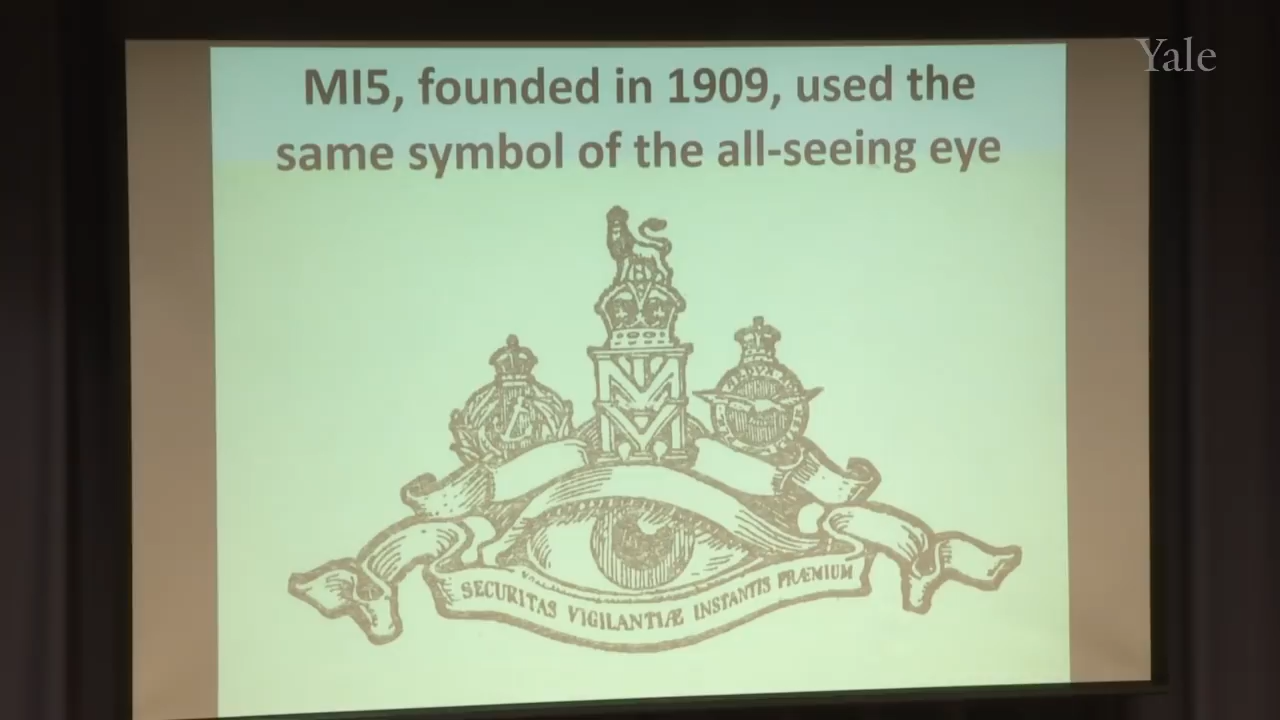 Yale
MI5, founded in 1909, used the
same symbol of the all-seeing eye
SECURITAS VIGILANTIÆ INSTANTIS PRÆMIUM